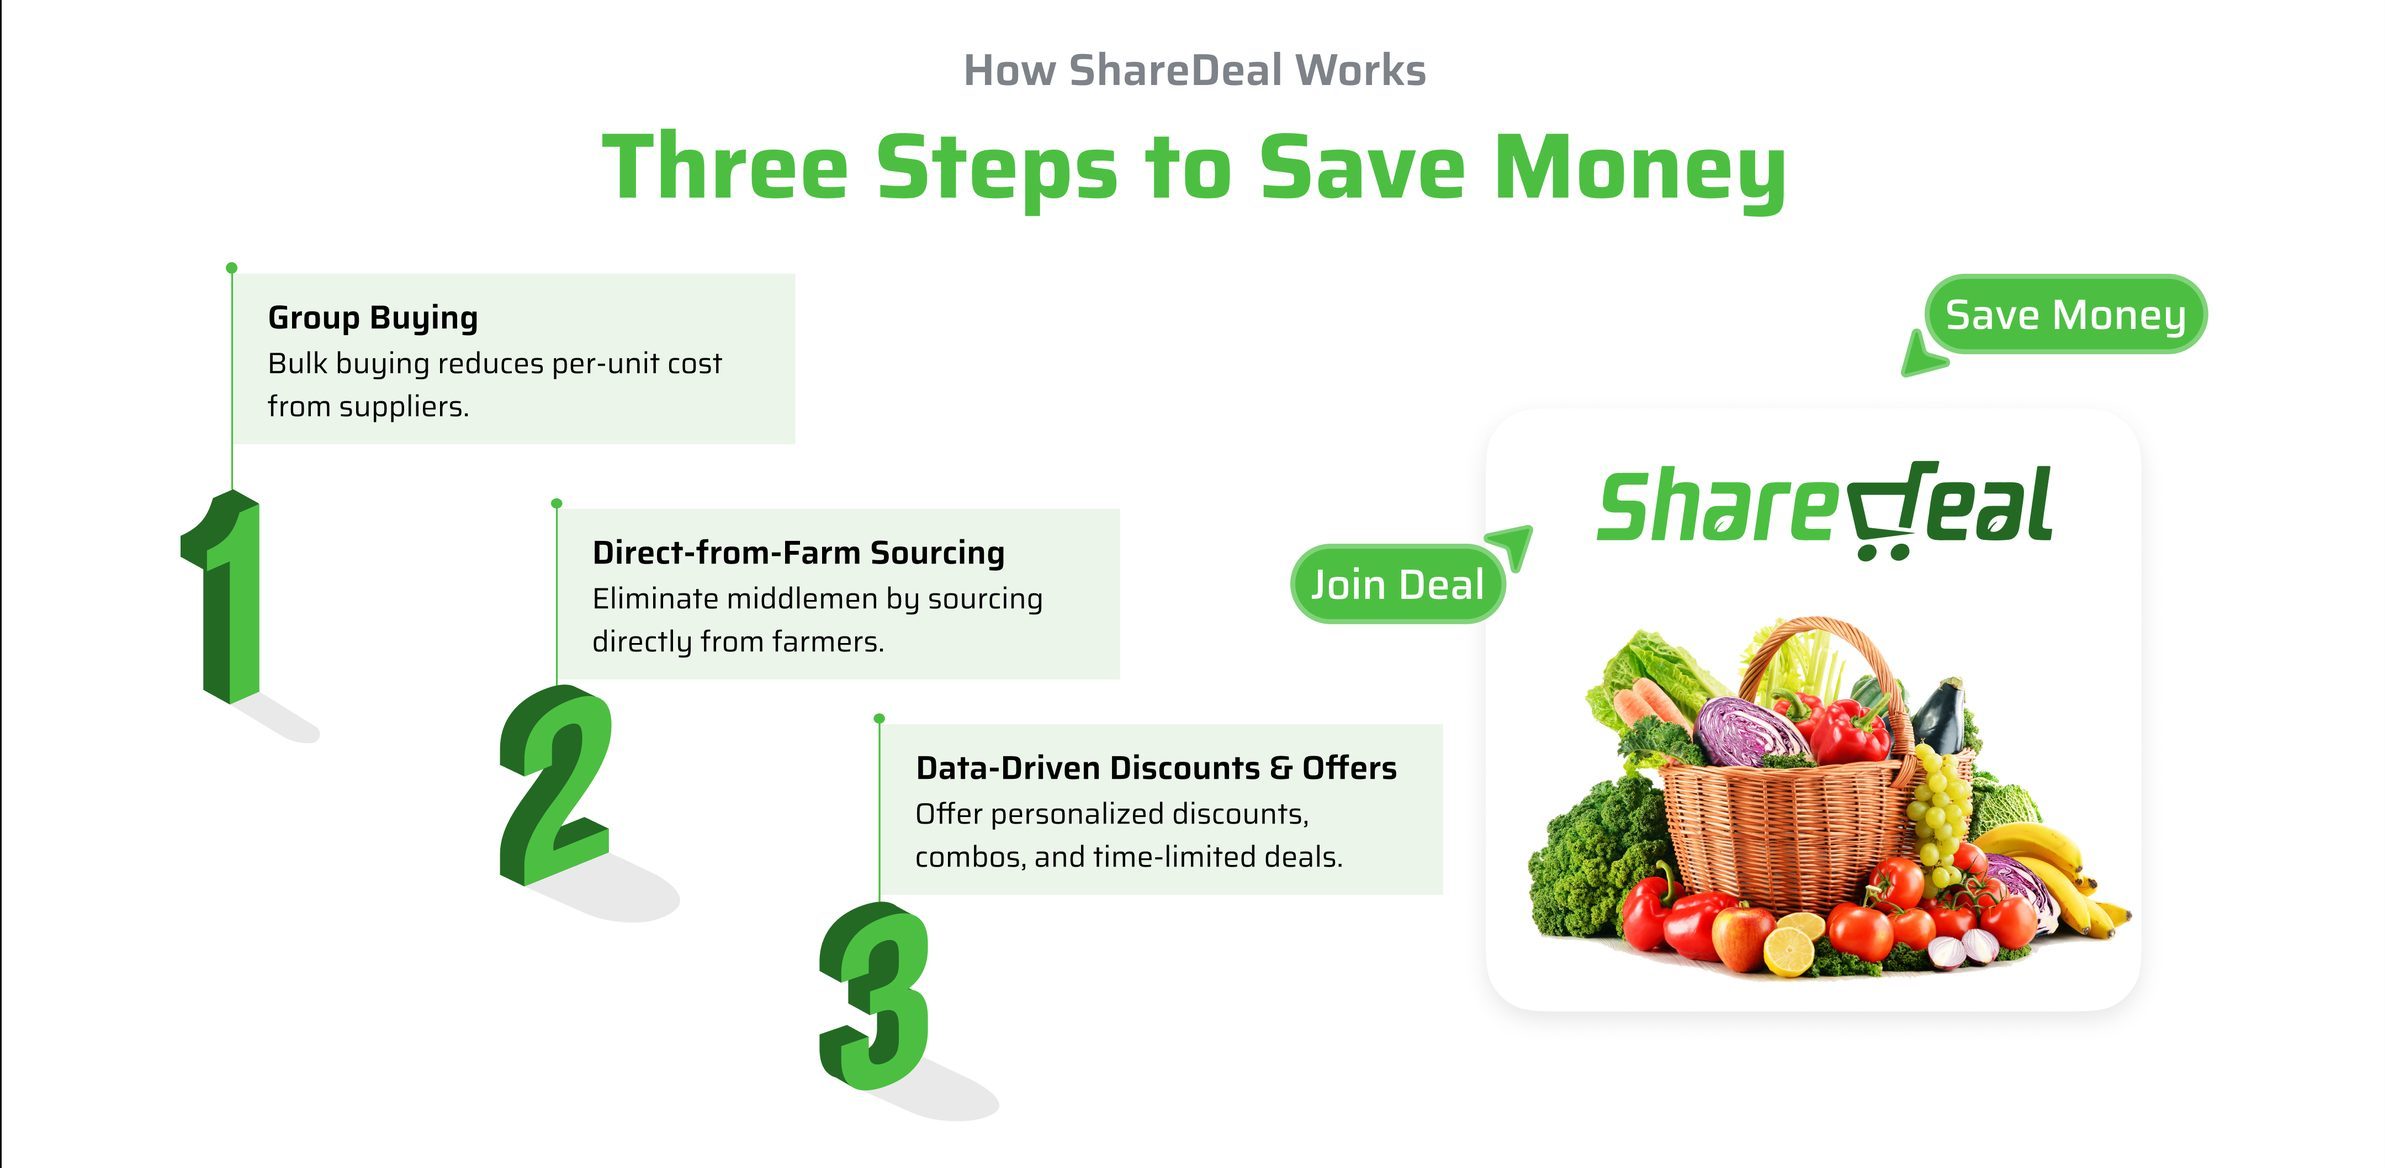 How ShareDeal Works
Three Steps to Save Money
Group Buying
Bulk buying reduces per-unit cost
from suppliers.
1
Direct-from-Farm Sourcing
Eliminate middlemen by sourcing
directly from farmers.
2
Data-Driven Discounts & Offers
Offer personalized discounts,
combos, and time-limited deals.
3
Save Money
Join Deal
Sharedeal